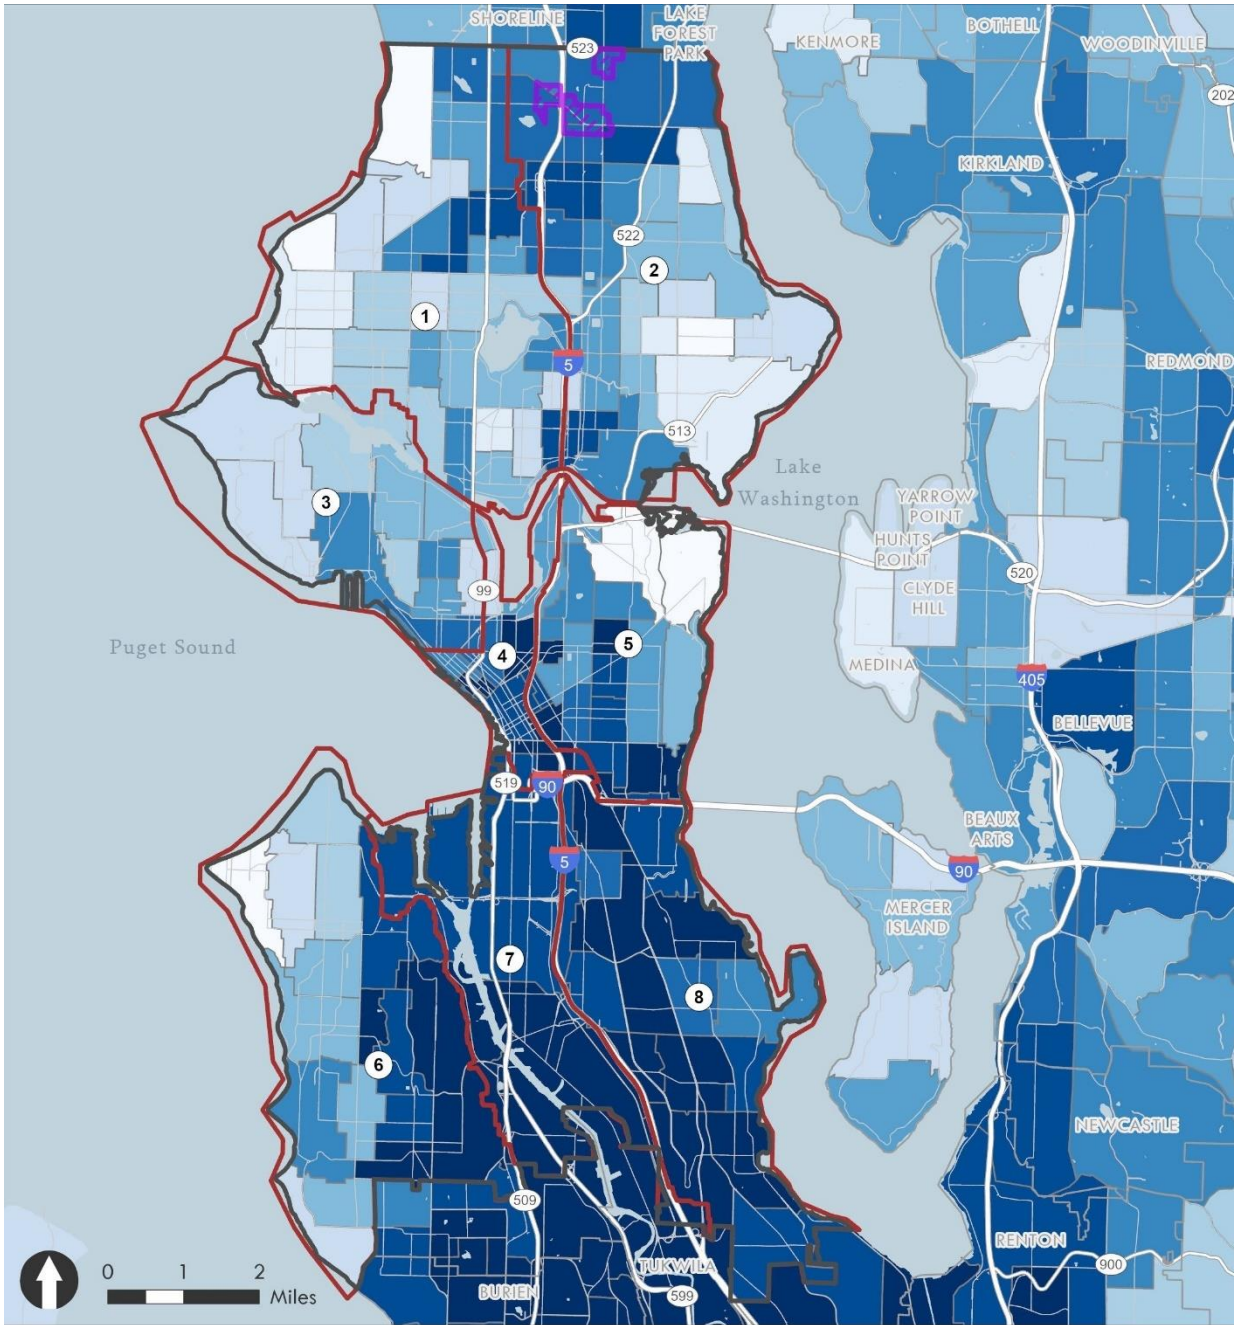 SHORELINE
LAKE
FOREST
PARK
523
KENMORE
BOTHELL
WOODINVILLE
202
KIRKLAND
522
2
1
5
REDMOND
513
3
Lake
Washington
YARROW
POINT
HUNTS
POINT
520
CLYDE
HILL
99
Puget Sound
4
5
MEDINA
405
BELLEVUE
519
90
BEAUX
ARTS
5
90
MERCER
ISLAND
7
8
6
NEWCASTLE
509
RENTON
TUKWILA
900
BURIEN
599
0 1 2
Miles